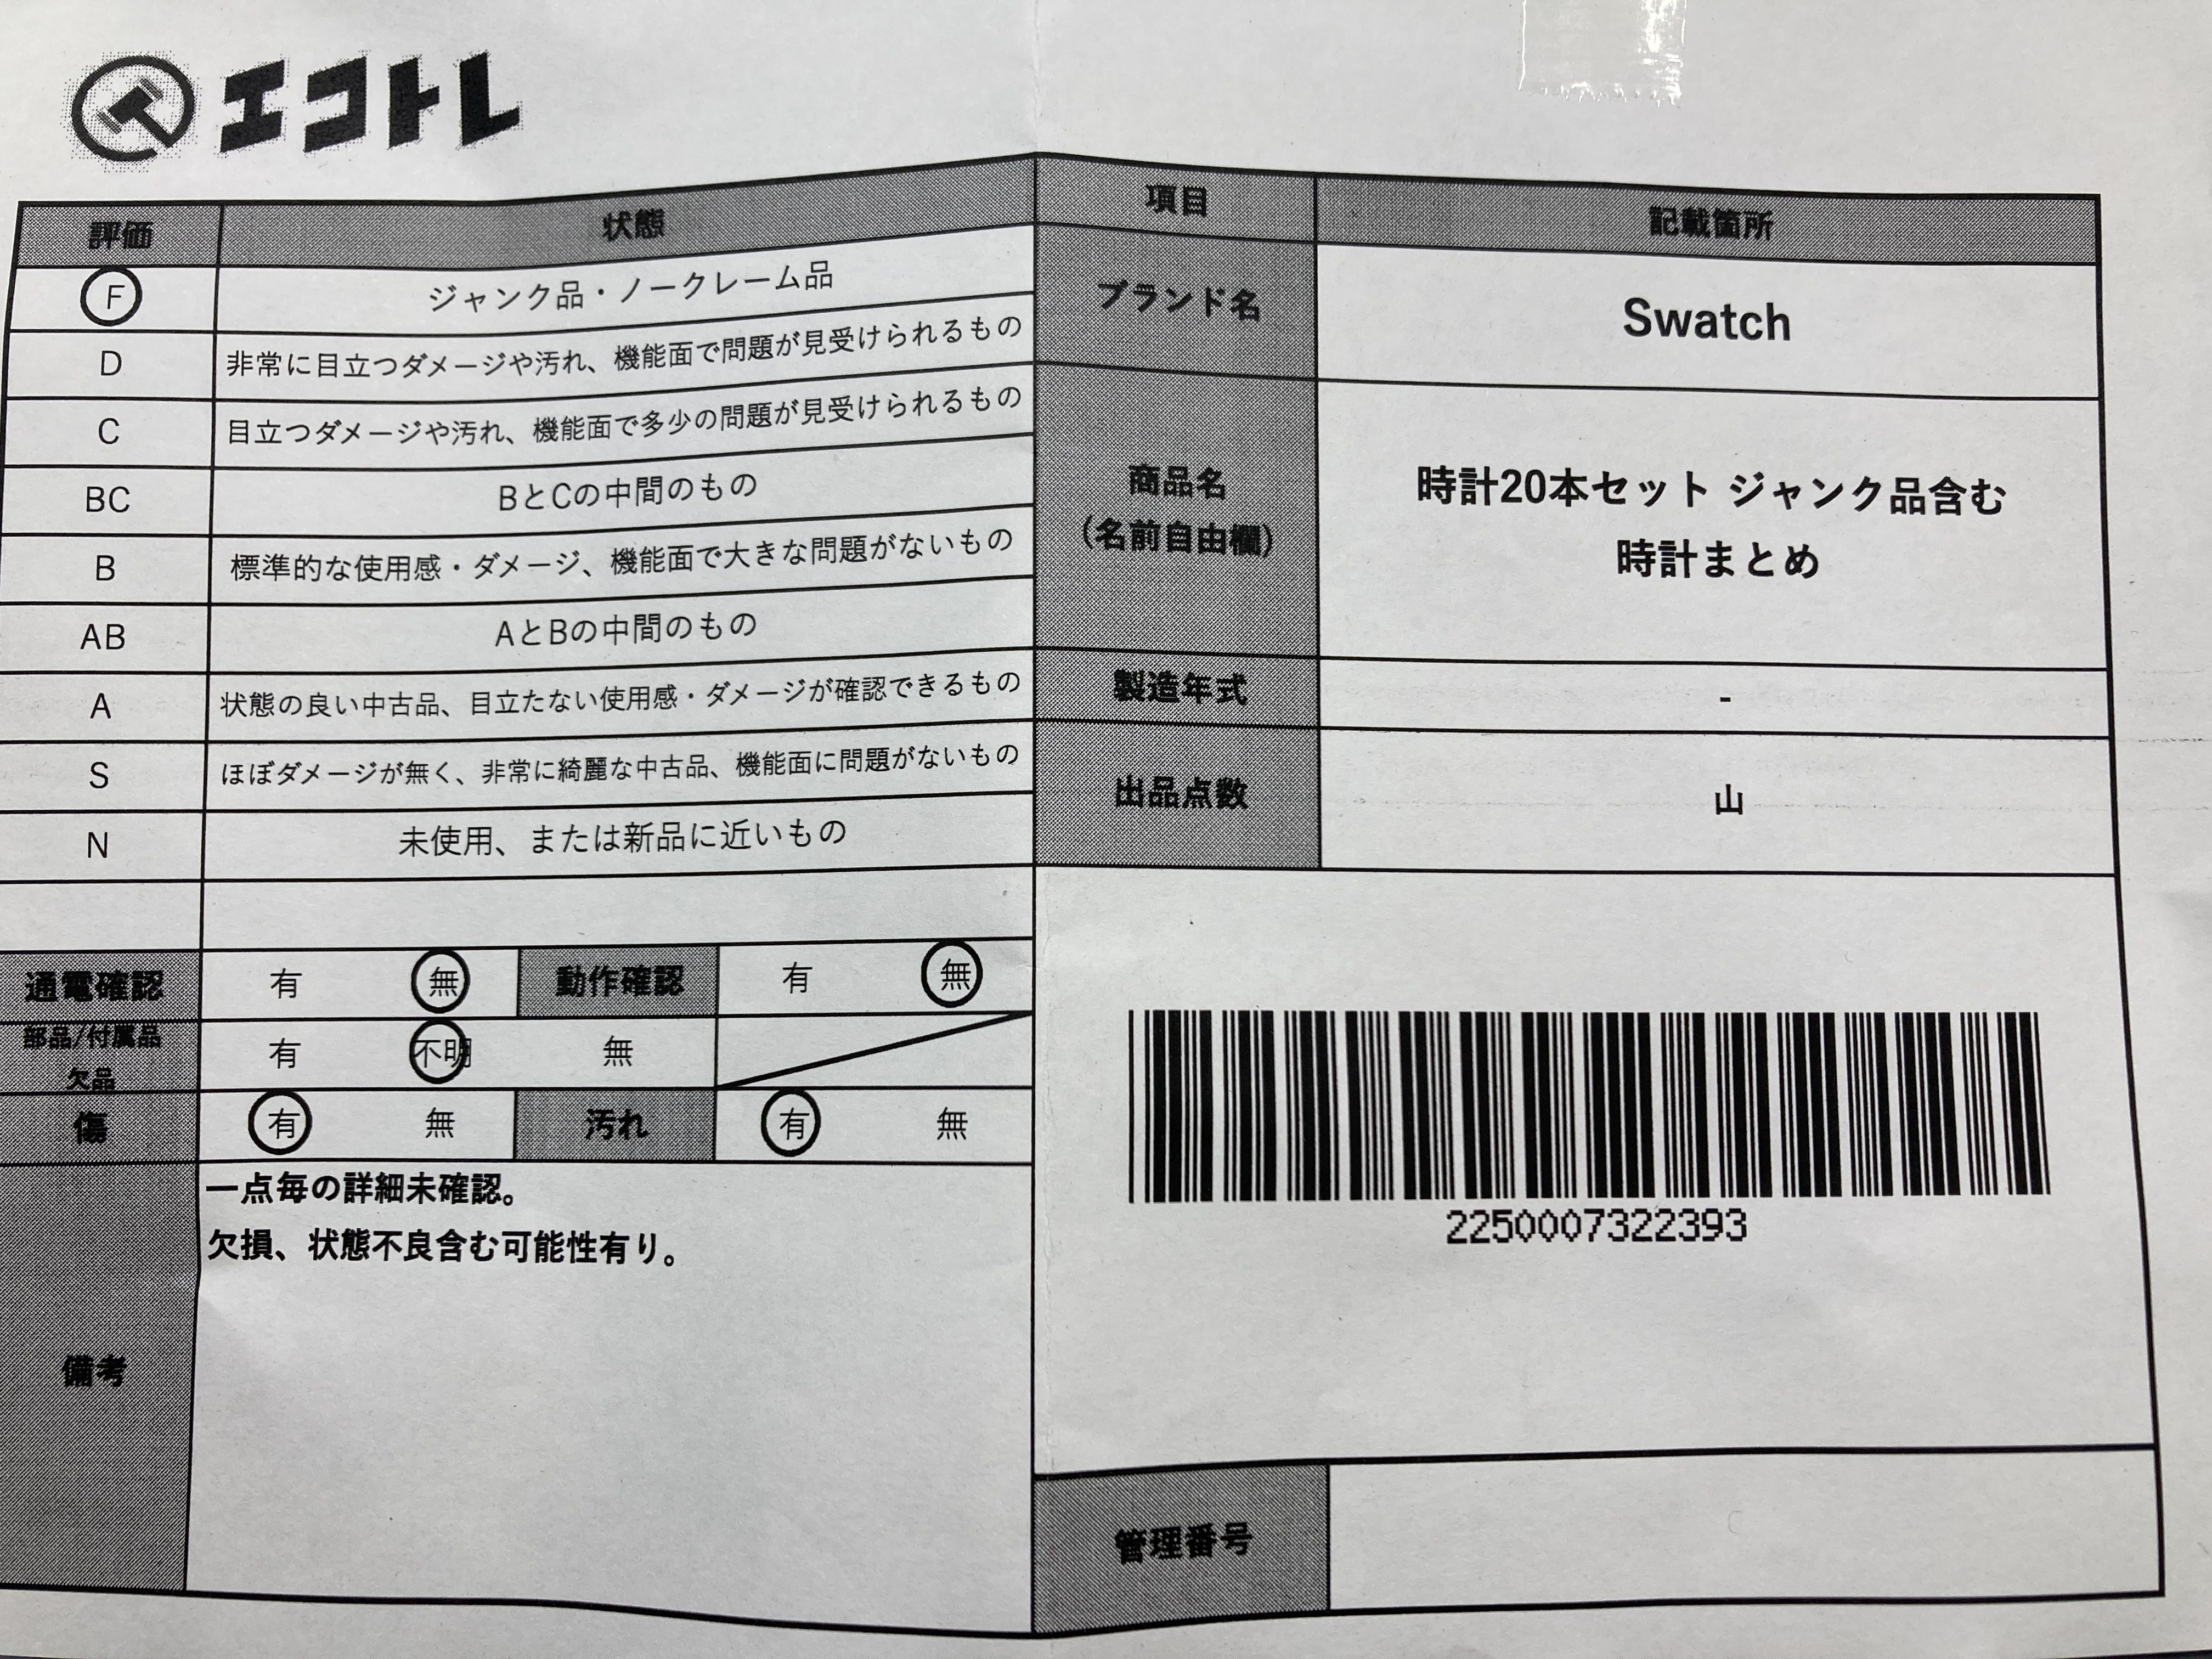 エコトレ
評価 状態
F ジャンク品・ノークレーム品
D 非常に目立つダメージや汚れ、機能面で問題が見受けられるもの
C 目立つダメージや汚れ、機能面で多少の問題が見受けられるもの
BC BとCの中間のもの
B 標準的な使用感・ダメージ、機能面で大きな問題がないもの
AB AとBの中間のもの
A 状態の良い中古品、目立たない使用感・ダメージが確認できるもの
S ほぼダメージが無く、非常に綺麗な中古品、機能面に問題がないもの
N 未使用、または新品に近いもの
通電確認 有 無 動作確認 有 無
部品/付属品
欠品 有 不明 無
傷 有 無 汚れ 有 無
備考
一点毎の詳細未確認。
欠損、状態不良含む可能性有り。
項目 記載箇所
ブランド名 Swatch
商品名
(名前自由欄)
時計20本セット ジャンク品含む
時計まとめ
製造年式 -
出品点数 山
2250007322393
管理番号